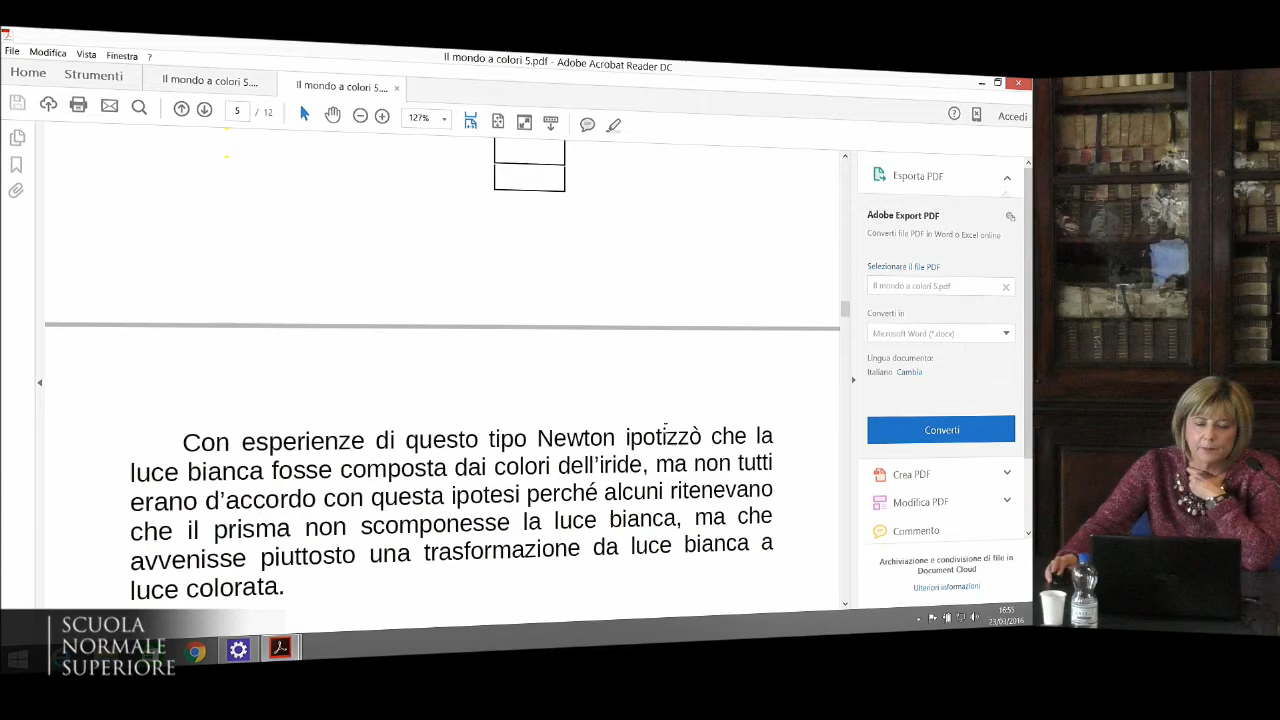 Il mondo a colori 5.pdf - Adobe Acrobat Reader DC
File Modifica Vista Finestra ?
Home Strumenti Il mondo a colori 5.... Il mondo a colori 5.... ×
5 / 12 127% Accedi
Esporta PDF
Adobe Export PDF
Converti file PDF in Word o Excel online
Selezionare il file PDF
Il mondo a colori 5.pdf
Converti in
Microsoft Word (*.docx)
Lingua documento:
Italiano Cambia
Converti
Crea PDF
Modifica PDF
Commento
Archiviazione e condivisione di file in
Document Cloud
Ulteriori informazioni
Con esperienze di questo tipo Newton ipotizzò che la
luce bianca fosse composta dai colori dell’iride, ma non tutti
erano d’accordo con questa ipotesi perché alcuni ritenevano
che il prisma non scomponesse la luce bianca, ma che
avvenisse piuttosto una trasformazione da luce bianca a
luce colorata.
16:55
23/03/2016
SCUOLA
NORMALE
SUPERIORE